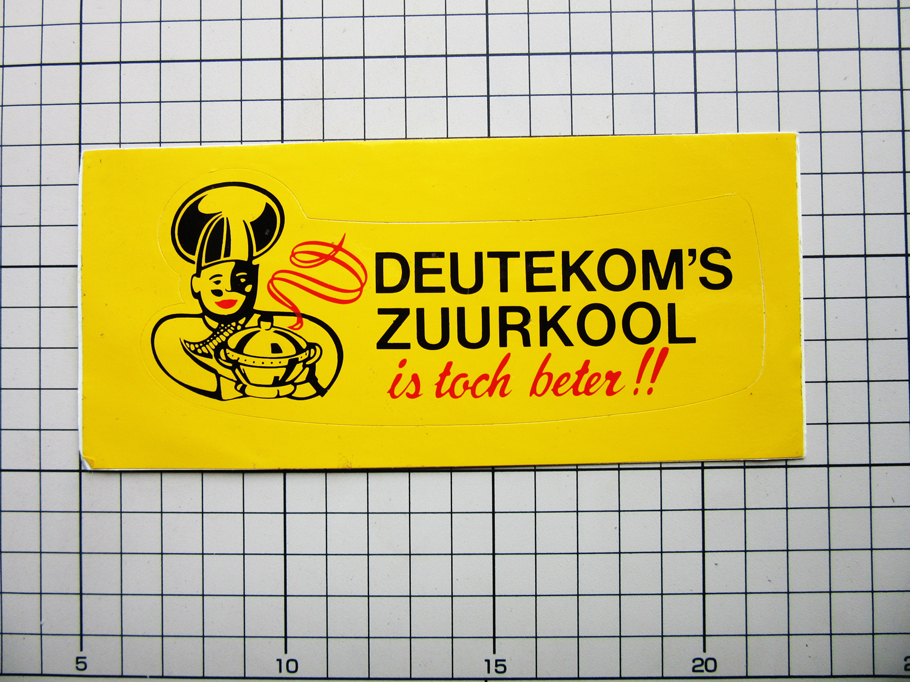 DEUTEKOM'S
ZUURKOOL
is toch beter!!
5 10 15 20